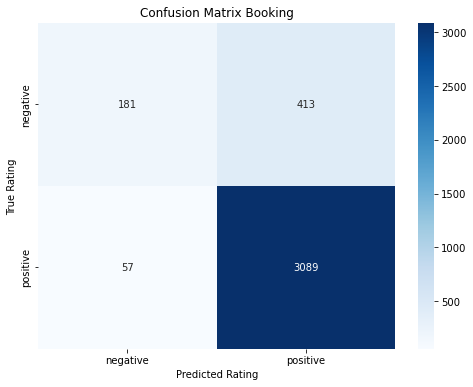 Confusion Matrix Booking
True Rating
negative
positive
181
413
57
3089
negative
positive
Predicted Rating
3000
2500
2000
1500
1000
500